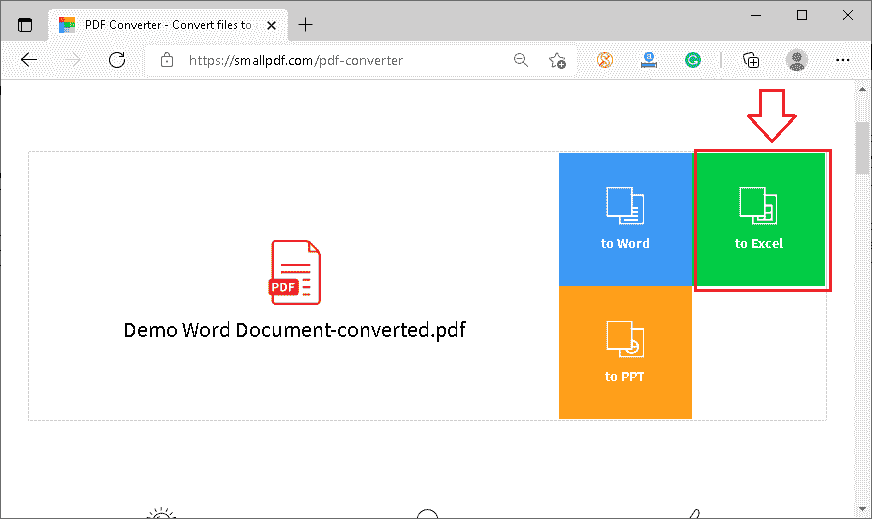 PDF Converter - Convert files to
https://smallpdf.com/pdf-converter
to Word
to Excel
PDF
Demo Word Document-converted.pdf
to PPT